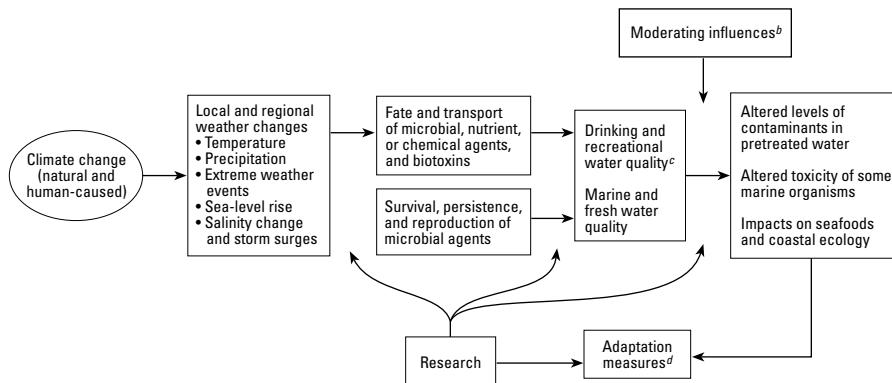 Moderating influencesᵇ
Climate change
(natural and
human-caused)
Local and regional
weather changes
• Temperature
• Precipitation
• Extreme weather
events
• Sea-level rise
• Salinity change
and storm surges
Fate and transport
of microbial, nutrient,
or chemical agents,
and biotoxins
Survival, persistence,
and reproduction of
microbial agents
Drinking and
recreational
water qualityᶜ
Marine and
fresh water
quality
Altered levels of
contaminants in
pretreated water
Altered toxicity of some
marine organisms
Impacts on seafoods
and coastal ecology
Research
Adaptation
measuresᵈ